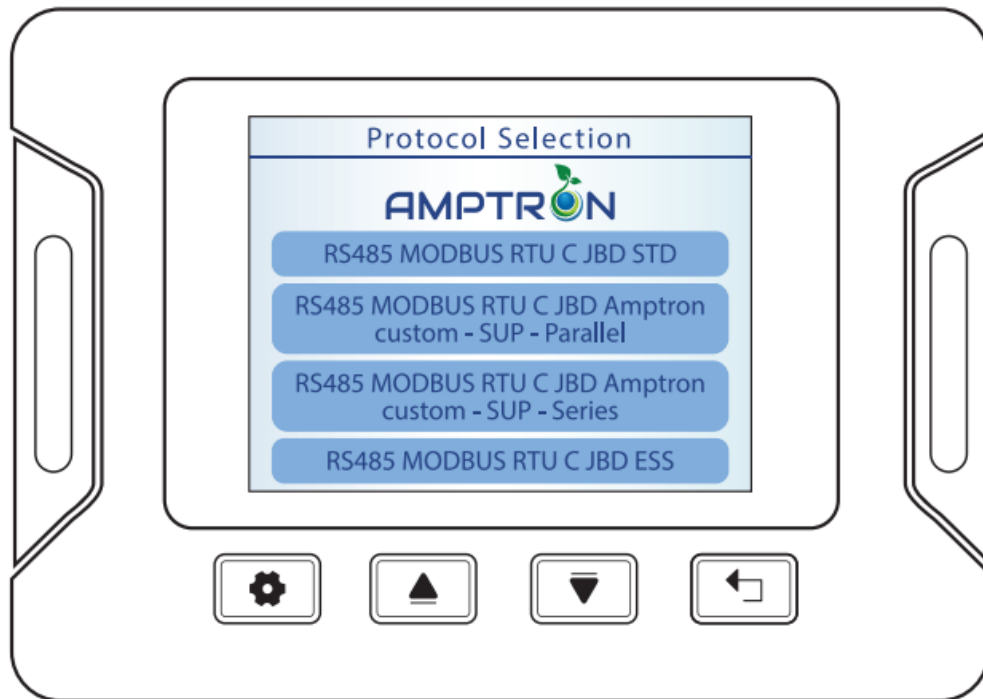 Protocol Selection
AMPTRON
RS485 MODBUS RTU C JBD STD
RS485 MODBUS RTU C JBD Amptron
custom - SUP - Parallel
RS485 MODBUS RTU C JBD Amptron
custom - SUP - Series
RS485 MODBUS RTU C JBD ESS